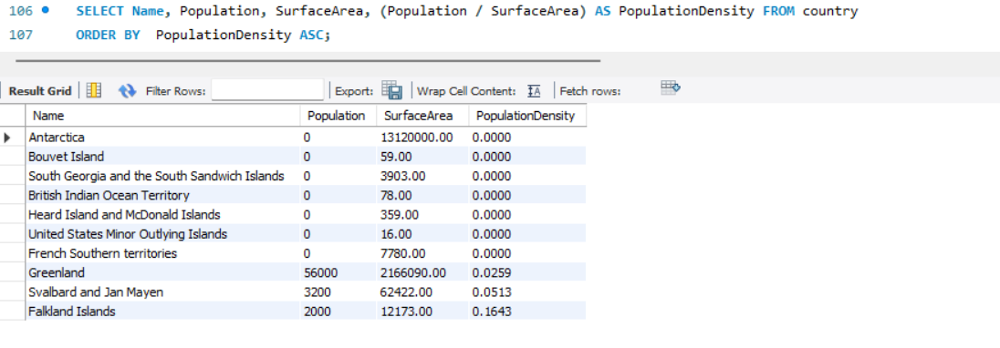 106 SELECT Name, Population, SurfaceArea, (Population / SurfaceArea) AS PopulationDensity FROM country
107 ORDER BY PopulationDensity ASC;
Result Grid Filter Rows: Export: Wrap Cell Content: IA Fetch rows:
Name Population SurfaceArea PopulationDensity
Antarctica 0 13120000.00 0.0000
Bouvet Island 0 59.00 0.0000
South Georgia and the South Sandwich Islands 0 3903.00 0.0000
British Indian Ocean Territory 0 78.00 0.0000
Heard Island and McDonald Islands 0 359.00 0.0000
United States Minor Outlying Islands 0 16.00 0.0000
French Southern territories 0 7780.00 0.0000
Greenland 56000 2166090.00 0.0259
Svalbard and Jan Mayen 3200 62422.00 0.0513
Falkland Islands 2000 12173.00 0.1643